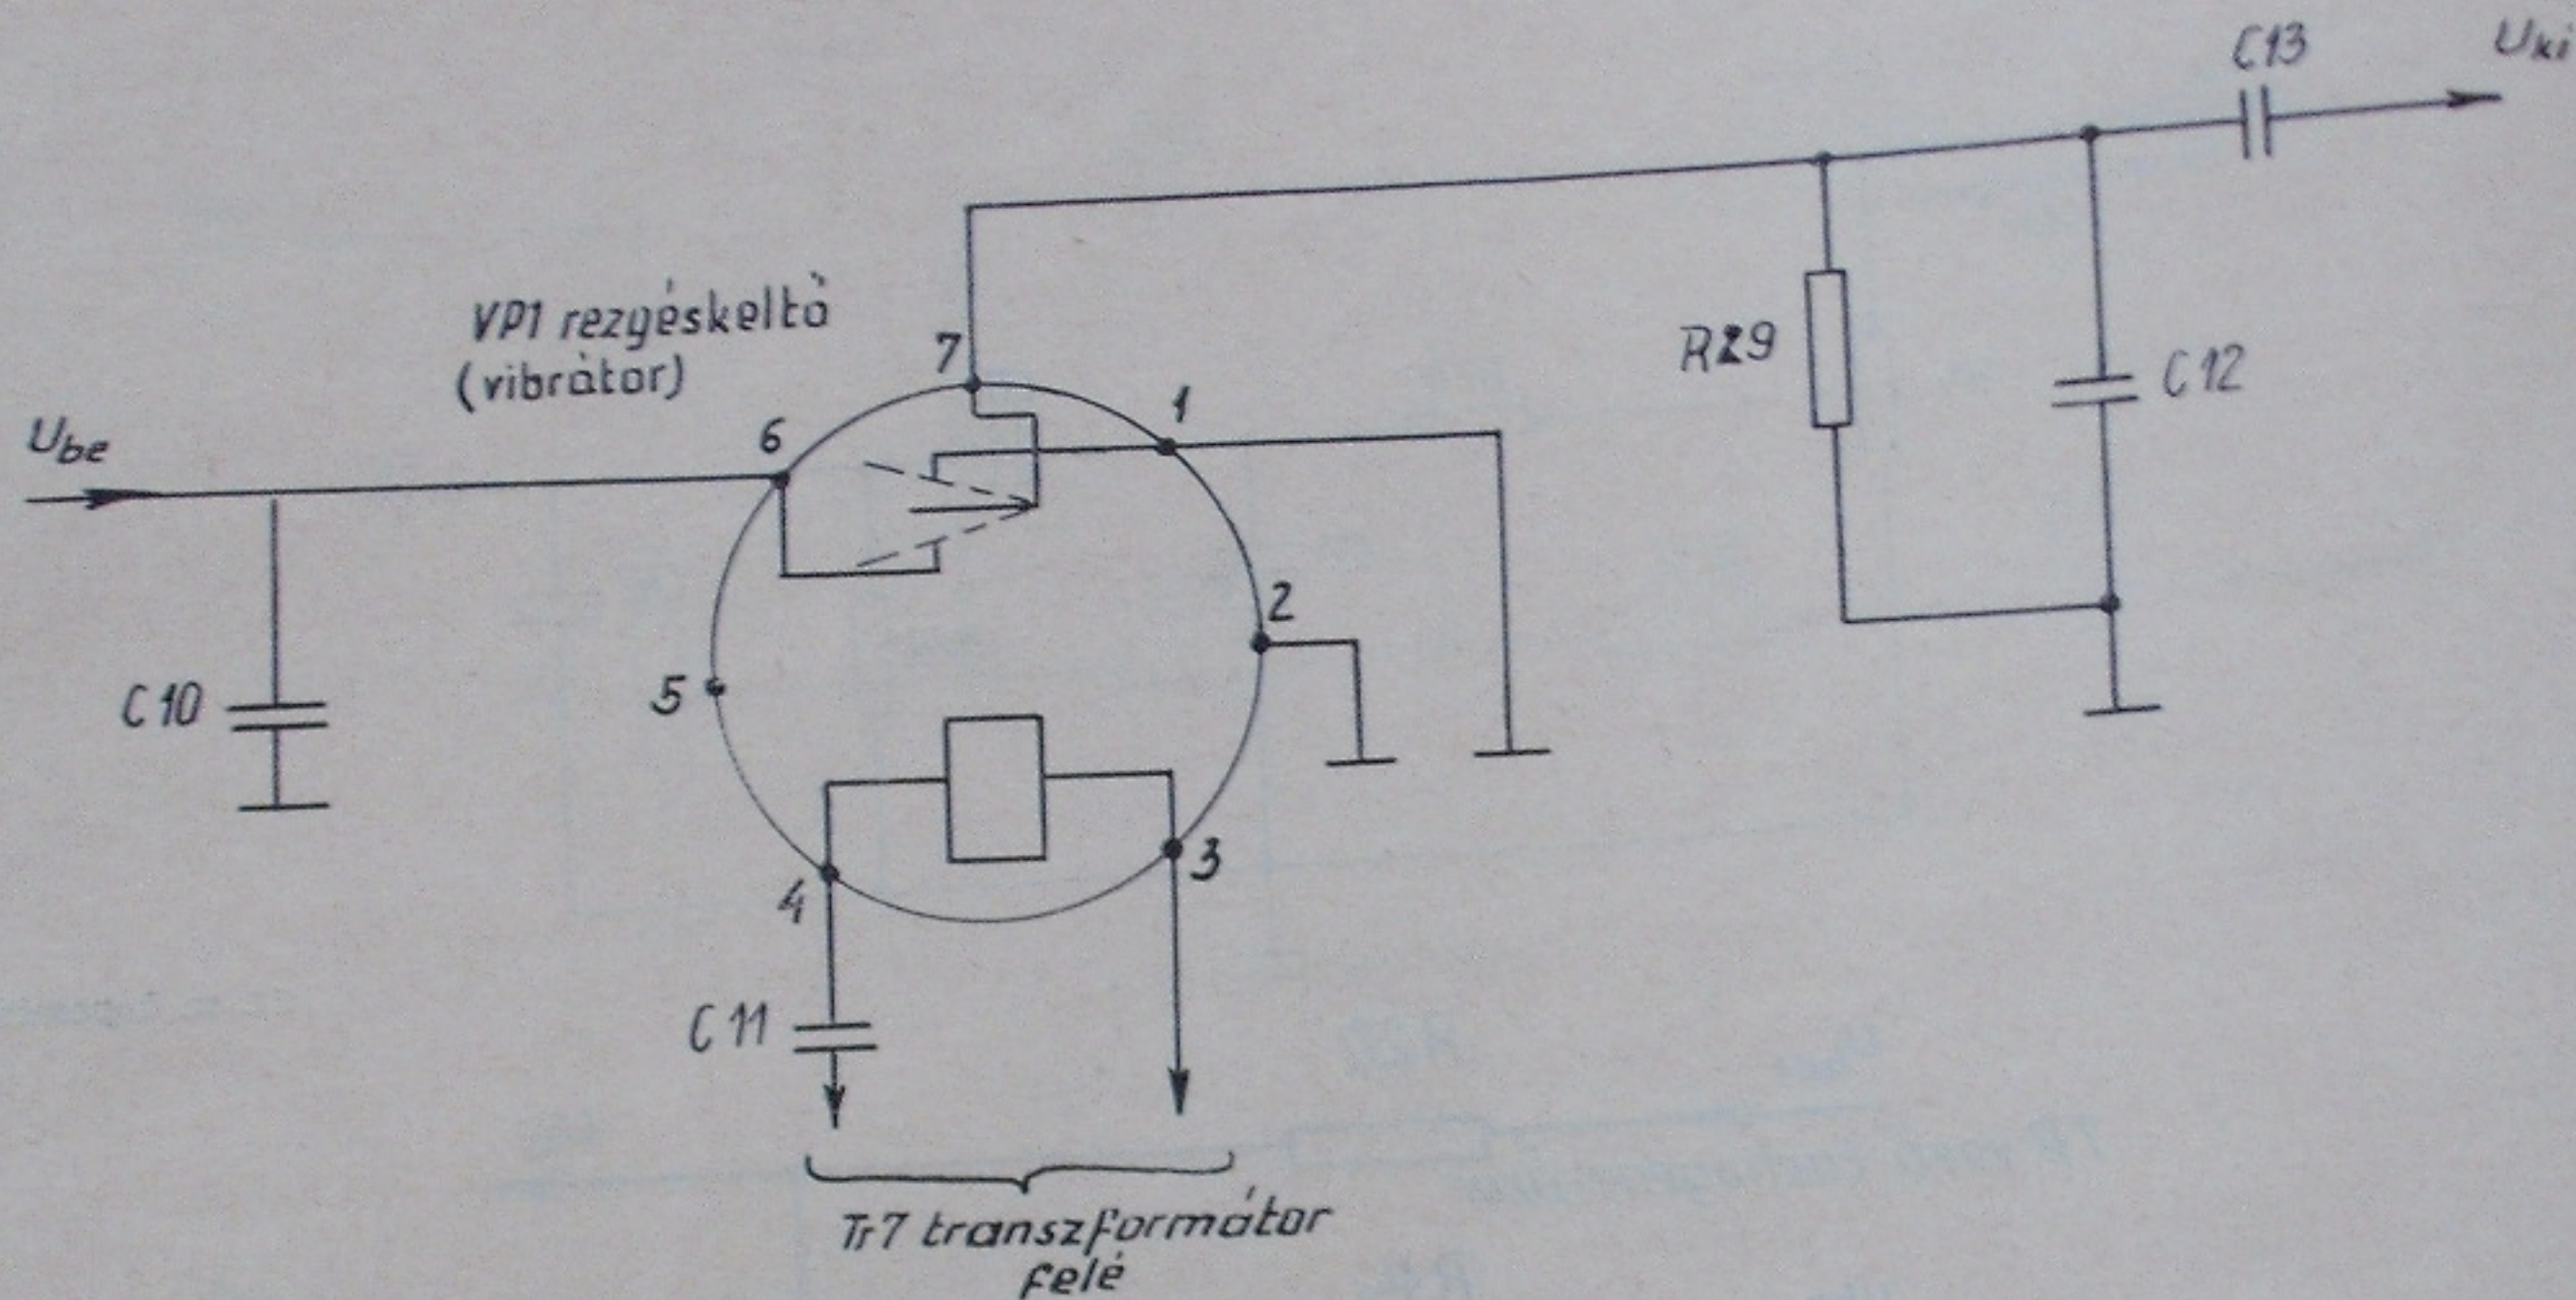 C13
Uki
VP1 rezgéskeltő
(vibrátor)
7
1
6
Ube
R29
C12
2
5
C10
3
4
C11
Tr7 transzformátor
felé